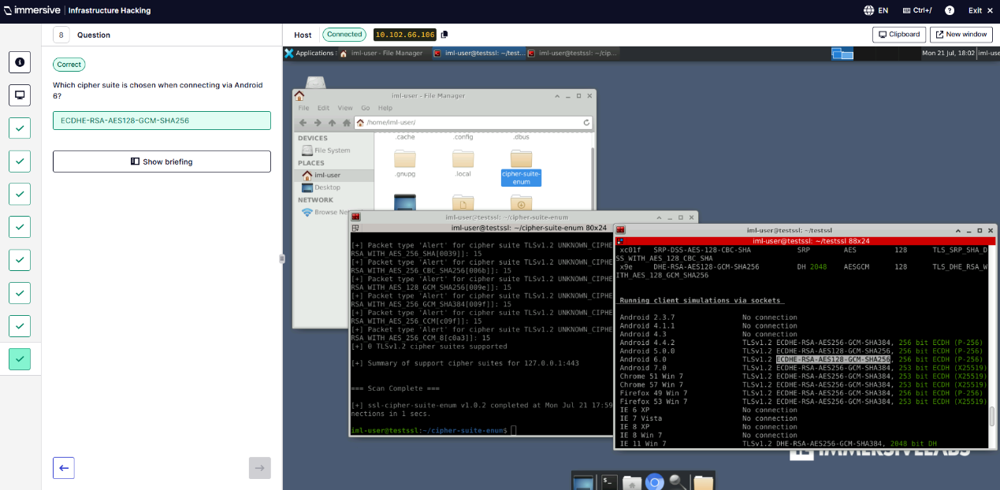 immersive | Infrastructure Hacking
EN Ctrl+/ Exit
8 Question
Correct
Which cipher suite is chosen when connecting via Android 6?
ECDHE-RSA-AES128-GCM-SHA256
Show briefing
Host Connected 10.102.66.106 Clipboard New window
Applications iml-user - File Manager iml-user@testssl: ~/test... iml-user@testssl: ~/cip... Mon 21 Jul, 18:02 iml-use
iml-user - File Manager
File Edit View Go Help
/home/iml-user/
DEVICES
File System
PLACES
iml-user
Desktop
NETWORK
Browse Net
.cache .config .dbus
.gnupg .local cipher-suite-enum
iml-user@testssl: ~/cipher-suite-enum
iml-user@testssl: ~/cipher-suite-enum 80x24
[+] Packet type 'Alert' for cipher suite TLSv1.2 UNKNOWN_CIPHE
RSA_WITH_AES_256_SHA[0039]]: 15
[+] Packet type 'Alert' for cipher suite TLSv1.2 UNKNOWN_CIPHE
RSA_WITH_AES_256_CBC_SHA256[006b]]: 15
[+] Packet type 'Alert' for cipher suite TLSv1.2 UNKNOWN_CIPHE
RSA_WITH_AES_128_GCM_SHA256[009e]]: 15
[+] Packet type 'Alert' for cipher suite TLSv1.2 UNKNOWN_CIPHE
RSA_WITH_AES_256_GCM_SHA384[009f]]: 15
[+] Packet type 'Alert' for cipher suite TLSv1.2 UNKNOWN_CIPHE
RSA_WITH_AES_256_CCM[c09f]]: 15
[+] Packet type 'Alert' for cipher suite TLSv1.2 UNKNOWN_CIPHE
RSA_WITH_AES_256_CCM_8[c0a3]]: 15
[+] 0 TLSv1.2 cipher suites supported
[+] Summary of support cipher suites for 127.0.0.1:443
=== Scan Complete ===
[+] ssl-cipher-suite-enum v1.0.2 completed at Mon Jul 21 17:59
nections in 1 secs.
iml-user@testssl:~/cipher-suite-enum$
iml-user@testssl: ~/testssl
iml-user@testssl: ~/testssl 88x24
xc01f SRP-DSS-AES-128-CBC-SHA SRP AES 128 TLS_SRP_SHA_D
SS_WITH_AES_128_CBC_SHA
x9e DHE-RSA-AES128-GCM-SHA256 DH 2048 AESGCM 128 TLS_DHE_RSA_W
ITH_AES_128_GCM_SHA256
Running client simulations via sockets
Android 2.3.7 No connection
Android 4.1.1 No connection
Android 4.3 No connection
Android 4.4.2 TLSv1.2 ECDHE-RSA-AES256-GCM-SHA384, 256 bit ECDH (P-256)
Android 5.0.0 TLSv1.2 ECDHE-RSA-AES128-GCM-SHA256, 256 bit ECDH (P-256)
Android 6.0 TLSv1.2 ECDHE-RSA-AES128-GCM-SHA256, 256 bit ECDH (P-256)
Android 7.0 TLSv1.2 ECDHE-RSA-AES256-GCM-SHA384, 253 bit ECDH (X25519)
Chrome 51 Win 7 TLSv1.2 ECDHE-RSA-AES256-GCM-SHA384, 253 bit ECDH (X25519)
Chrome 57 Win 7 TLSv1.2 ECDHE-RSA-AES256-GCM-SHA384, 253 bit ECDH (X25519)
Firefox 49 Win 7 TLSv1.2 ECDHE-RSA-AES256-GCM-SHA384, 256 bit ECDH (P-256)
Firefox 53 Win 7 TLSv1.2 ECDHE-RSA-AES256-GCM-SHA384, 253 bit ECDH (X25519)
IE 6 XP No connection
IE 7 Vista No connection
IE 8 XP No connection
IE 8 Win 7 No connection
IE 11 Win 7 TLSv1.2 DHE-RSA-AES256-GCM-SHA384, 2048 bit DH
IMMERSIVELABS